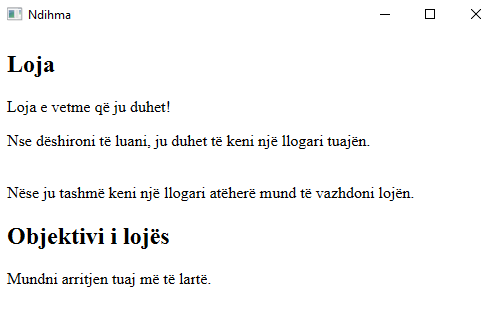 Ndihma
Loja
Loja e vetme që ju duhet!
Nse dëshironi të luani, ju duhet të keni një llogari tuajën.
Nëse ju tashmë keni një llogari atëherë mund të vazhdoni lojën.
Objektivi i lojës
Mundni arritjen tuaj më të lartë.